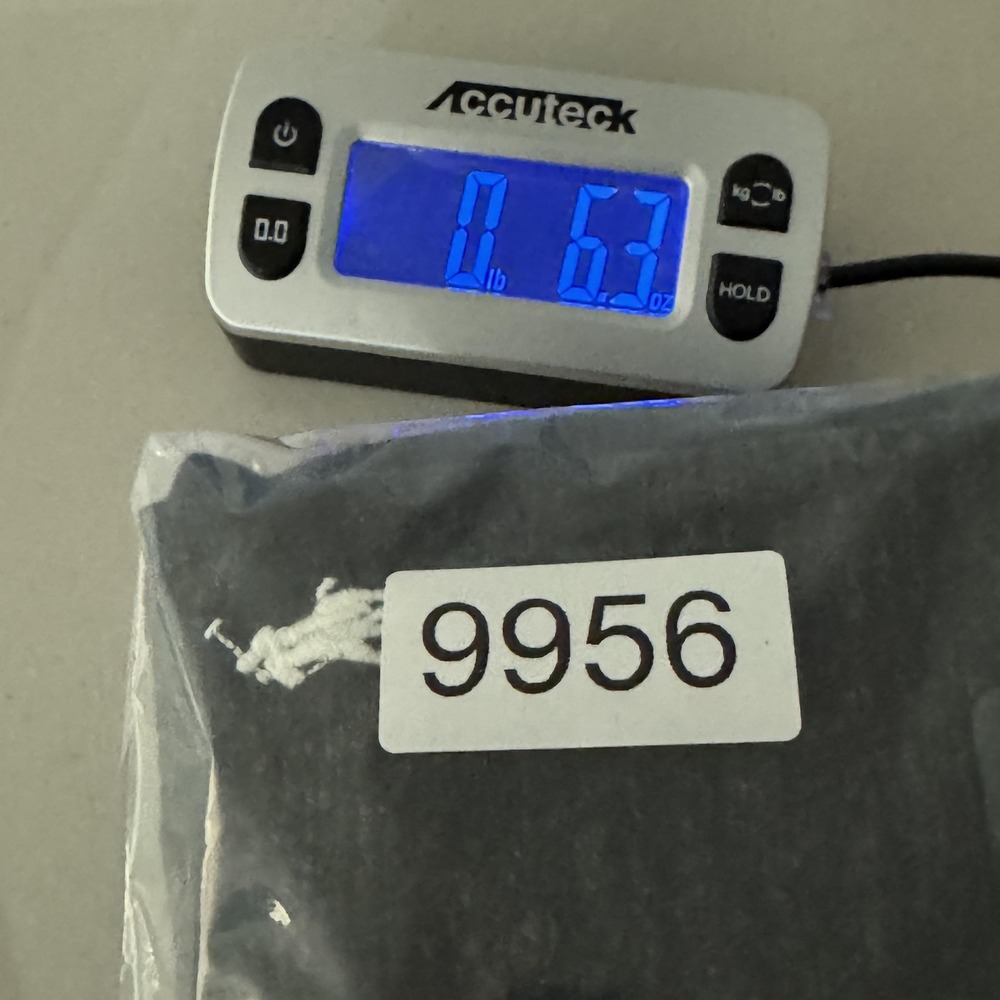 Accuteck
0.0
0 lb 6.3 oz
kg lb
HOLD
9956